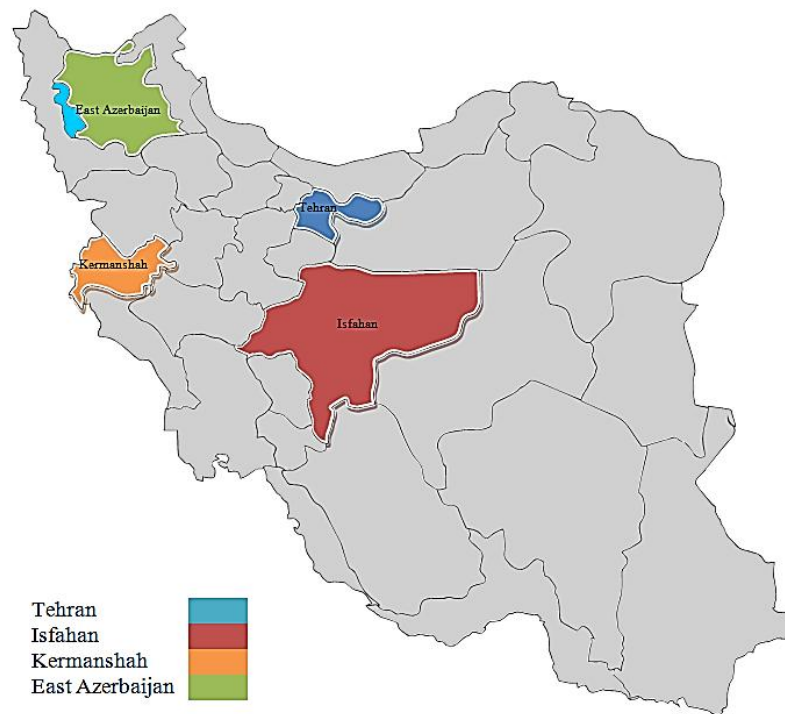 East Azerbaijan
Tehran
Kermanshah
Isfahan
Tehran
Isfahan
Kermanshah
East Azerbaijan